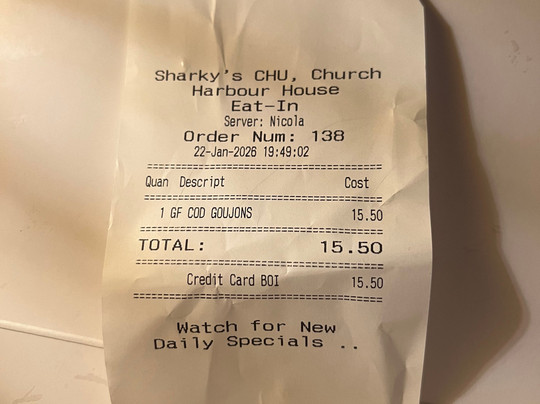 Sharky's CHU, Church
Harbour House
Eat-In
Server: Nicola
Order Num: 138
22-Jan-2026 19:49:02
Quan Descript Cost
1 GF COD GOUJONS 15.50
TOTAL: 15.50
Credit Card BOI 15.50
Watch for New
Daily Specials ..